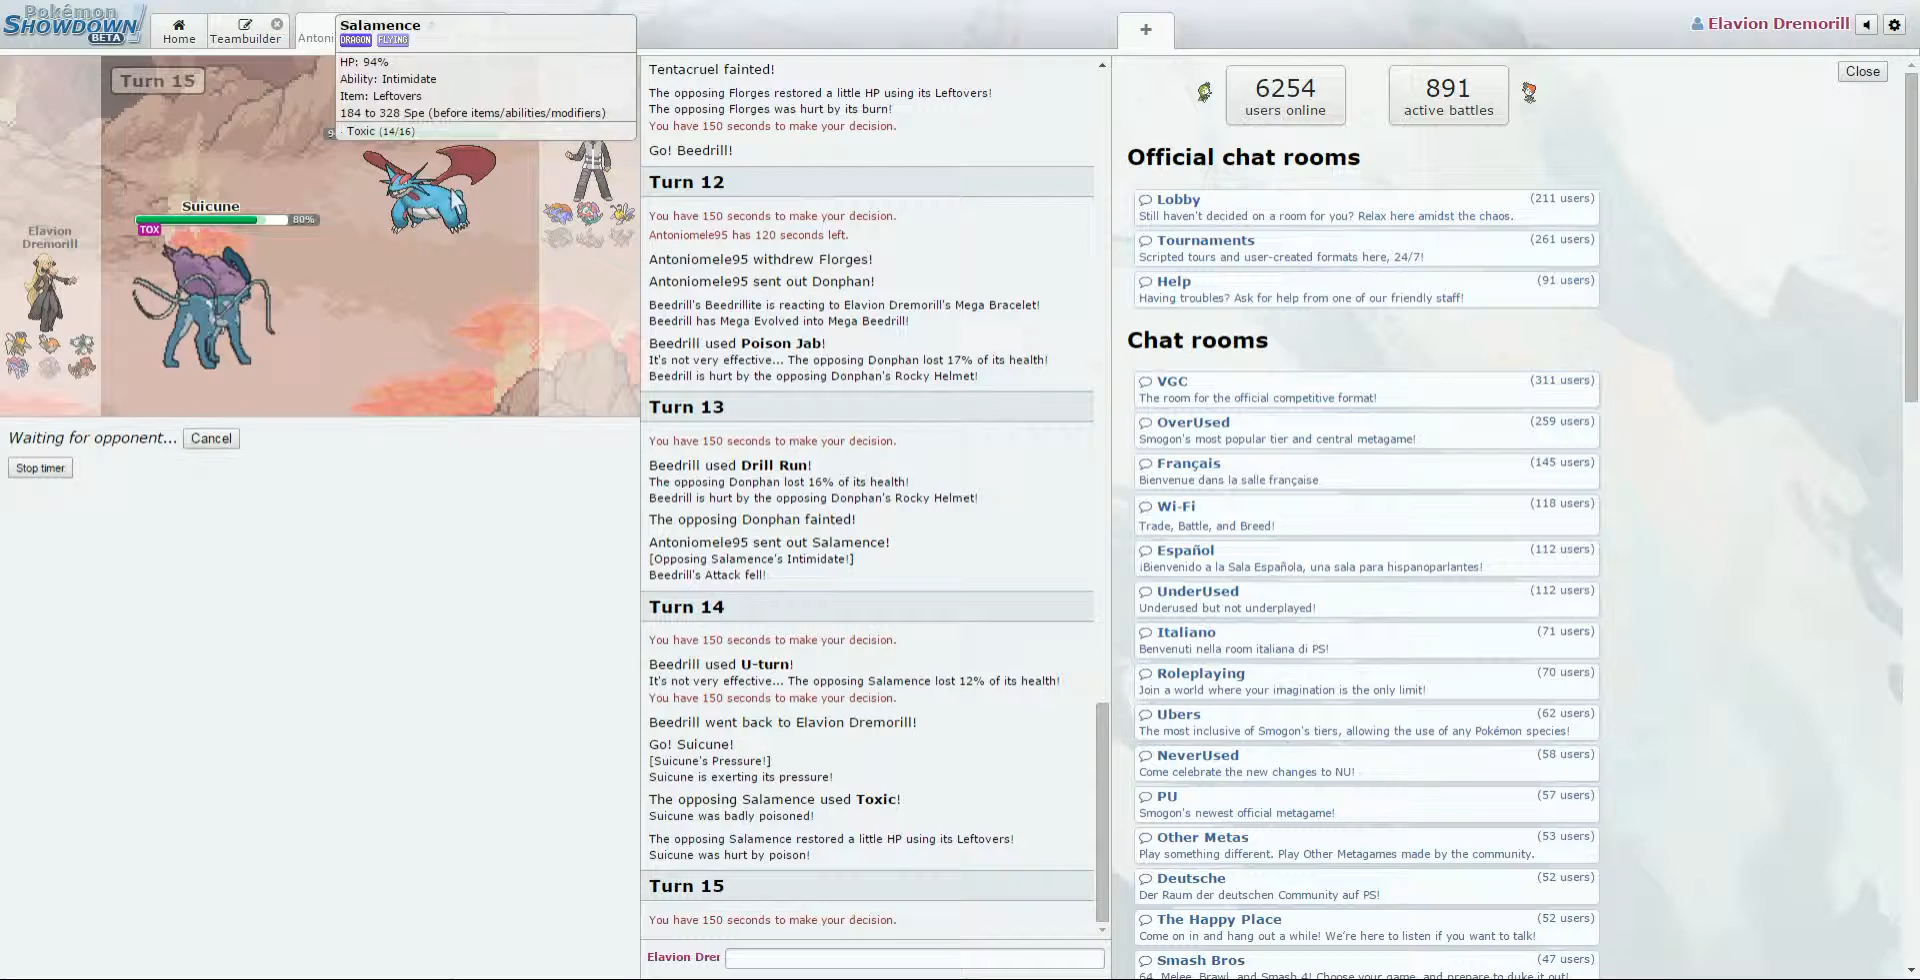 Pokémon
SHOWDOWN!
BETA
Home
Teambuilder
Antoni
Salamence
DRAGON FLYING
HP: 94%
Ability: Intimidate
Item: Leftovers
184 to 328 Spe (before items/abilities/modifiers)
· Toxic (14/16)
+
Elavion Dremorill
Turn 15
Suicune
80%
TOX
Elavion
Dremorill
Waiting for opponent... Cancel
Stop timer
Tentacruel fainted!
The opposing Florges restored a little HP using its Leftovers!
The opposing Florges was hurt by its burn!
You have 150 seconds to make your decision.
Go! Beedrill!
Turn 12
You have 150 seconds to make your decision.
Antoniomele95 has 120 seconds left.
Antoniomele95 withdrew Florges!
Antoniomele95 sent out Donphan!
Beedrill's Beedrillite is reacting to Elavion Dremorill's Mega Bracelet!
Beedrill has Mega Evolved into Mega Beedrill!
Beedrill used Poison Jab!
It's not very effective... The opposing Donphan lost 17% of its health!
Beedrill is hurt by the opposing Donphan's Rocky Helmet!
Turn 13
You have 150 seconds to make your decision.
Beedrill used Drill Run!
The opposing Donphan lost 16% of its health!
Beedrill is hurt by the opposing Donphan's Rocky Helmet!
The opposing Donphan fainted!
Antoniomele95 sent out Salamence!
[Opposing Salamence's Intimidate!]
Beedrill's Attack fell!
Turn 14
You have 150 seconds to make your decision.
Beedrill used U-turn!
It's not very effective... The opposing Salamence lost 12% of its health!
You have 150 seconds to make your decision.
Beedrill went back to Elavion Dremorill!
Go! Suicune!
[Suicune's Pressure!]
Suicune is exerting its pressure!
The opposing Salamence used Toxic!
Suicune was badly poisoned!
The opposing Salamence restored a little HP using its Leftovers!
Suicune was hurt by poison!
Turn 15
You have 150 seconds to make your decision.
Elavion Drer
Close
6254
users online
891
active battles
Official chat rooms
Lobby (211 users)
Still haven't decided on a room for you? Relax here amidst the chaos.
Tournaments (261 users)
Scripted tours and user-created formats here, 24/7!
Help (91 users)
Having troubles? Ask for help from one of our friendly staff!
Chat rooms
VGC (311 users)
The room for the official competitive format!
OverUsed (259 users)
Smogon's most popular tier and central metagame!
Français (145 users)
Bienvenue dans la salle française
Wi-Fi (118 users)
Trade, Battle, and Breed!
Español (112 users)
¡Bienvenido a la Sala Española, una sala para hispanoparlantes!
UnderUsed (112 users)
Underused but not underplayed!
Italiano (71 users)
Benvenuti nella room italiana di PS!
Roleplaying (70 users)
Join a world where your imagination is the only limit!
Ubers (62 users)
The most inclusive of Smogon's tiers, allowing the use of any Pokémon species!
NeverUsed (58 users)
Come celebrate the new changes to NU!
PU (57 users)
Smogon's newest official metagame!
Other Metas (53 users)
Play something different. Play Other Metagames made by the community.
Deutsche (52 users)
Der Raum der deutschen Community auf PS!
The Happy Place (52 users)
Come on in and hang out a while! We're here to listen if you want to talk!
Smash Bros (47 users)
64, Melee, Brawl, and Smash 4! Choose your game, and prepare to duke it out!